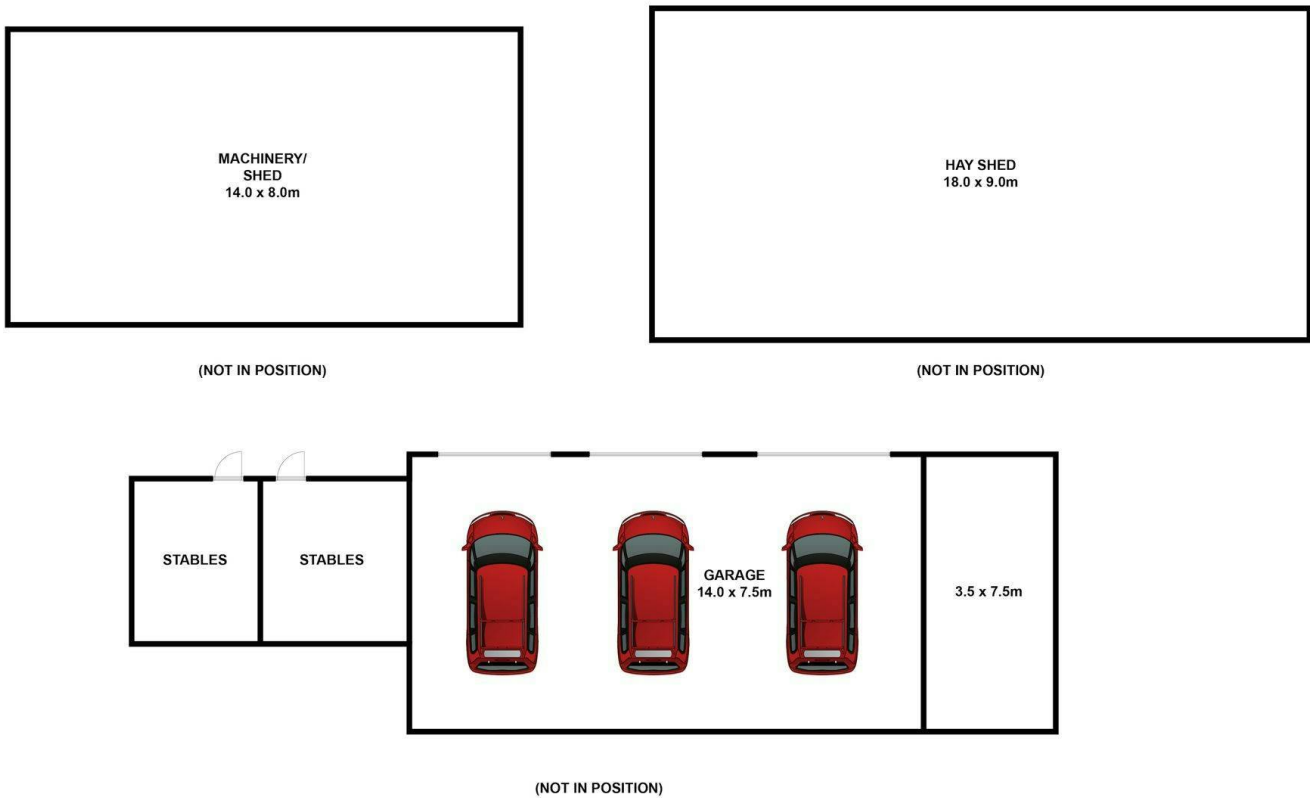 MACHINERY/
SHED
14.0 x 8.0m
HAY SHED
18.0 x 9.0m
(NOT IN POSITION)
(NOT IN POSITION)
STABLES
STABLES
GARAGE
14.0 x 7.5m
3.5 x 7.5m
(NOT IN POSITION)